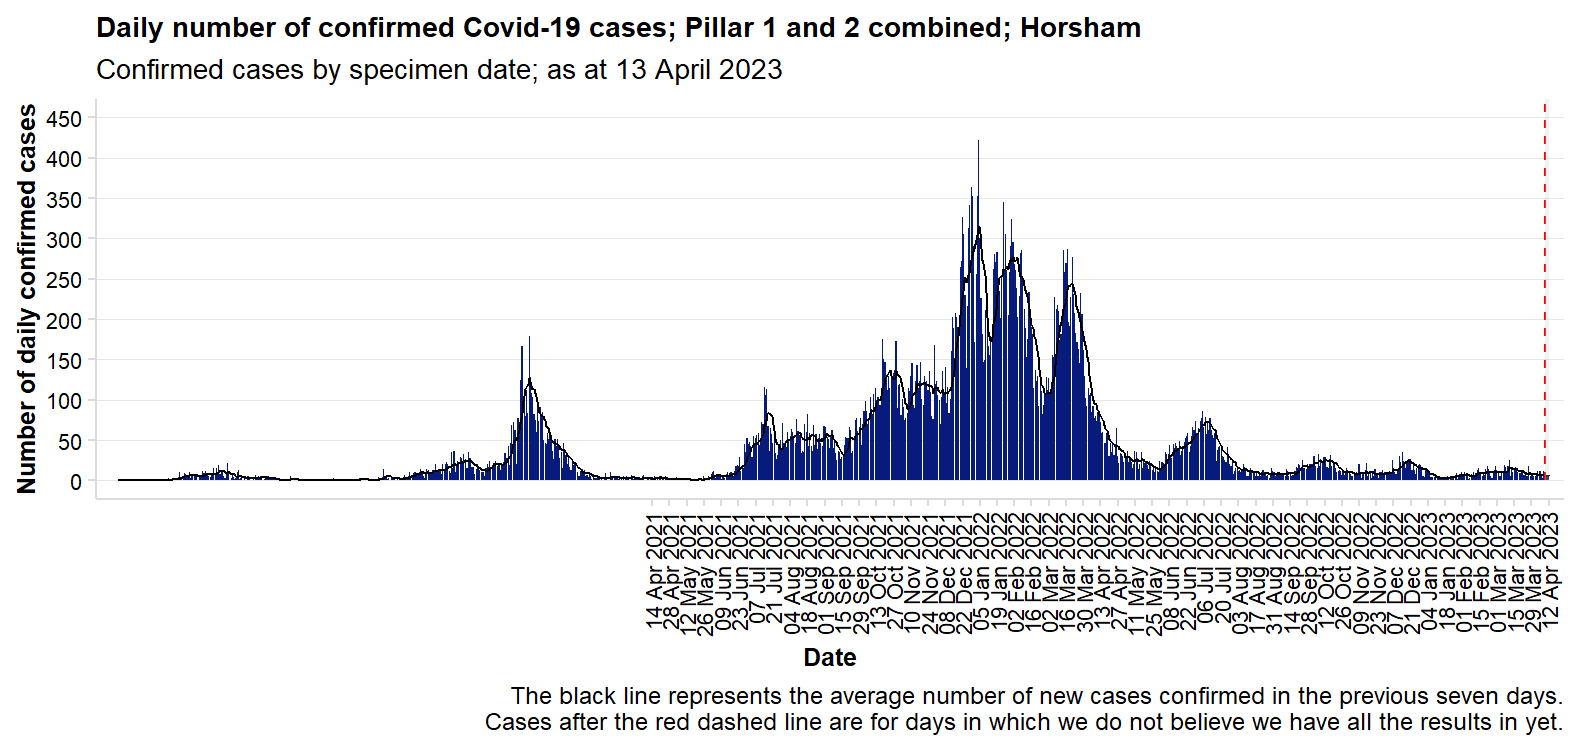 Daily number of confirmed Covid-19 cases; Pillar 1 and 2 combined; Horsham
Confirmed cases by specimen date; as at 13 April 2023
Number of daily confirmed cases
450
400
350
300
250
200
150
100
50
0
14 Apr 2021
28 Apr 2021
12 May 2021
26 May 2021
09 Jun 2021
23 Jun 2021
07 Jul 2021
21 Jul 2021
04 Aug 2021
18 Aug 2021
01 Sep 2021
15 Sep 2021
29 Sep 2021
13 Oct 2021
27 Oct 2021
10 Nov 2021
24 Nov 2021
08 Dec 2021
22 Dec 2021
05 Jan 2022
19 Jan 2022
02 Feb 2022
16 Feb 2022
02 Mar 2022
16 Mar 2022
30 Mar 2022
13 Apr 2022
27 Apr 2022
11 May 2022
25 May 2022
08 Jun 2022
22 Jun 2022
06 Jul 2022
20 Jul 2022
03 Aug 2022
17 Aug 2022
31 Aug 2022
14 Sep 2022
28 Sep 2022
12 Oct 2022
26 Oct 2022
09 Nov 2022
23 Nov 2022
07 Dec 2022
21 Dec 2022
04 Jan 2023
18 Jan 2023
01 Feb 2023
15 Feb 2023
01 Mar 2023
15 Mar 2023
29 Mar 2023
12 Apr 2023
Date
The black line represents the average number of new cases confirmed in the previous seven days.
Cases after the red dashed line are for days in which we do not believe we have all the results in yet.